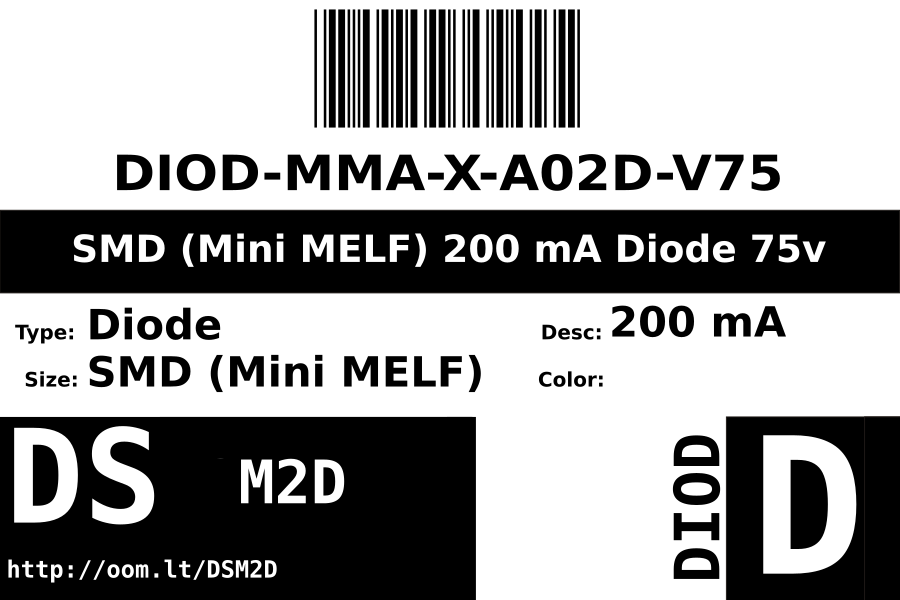 DIOD-MMA-X-A02D-V75
SMD (Mini MELF) 200 mA Diode 75v
Type: Diode
Desc: 200 mA
Size: SMD (Mini MELF)
Color:
DS
M2D
http://oom.lt/DSM2D
DIOD
D